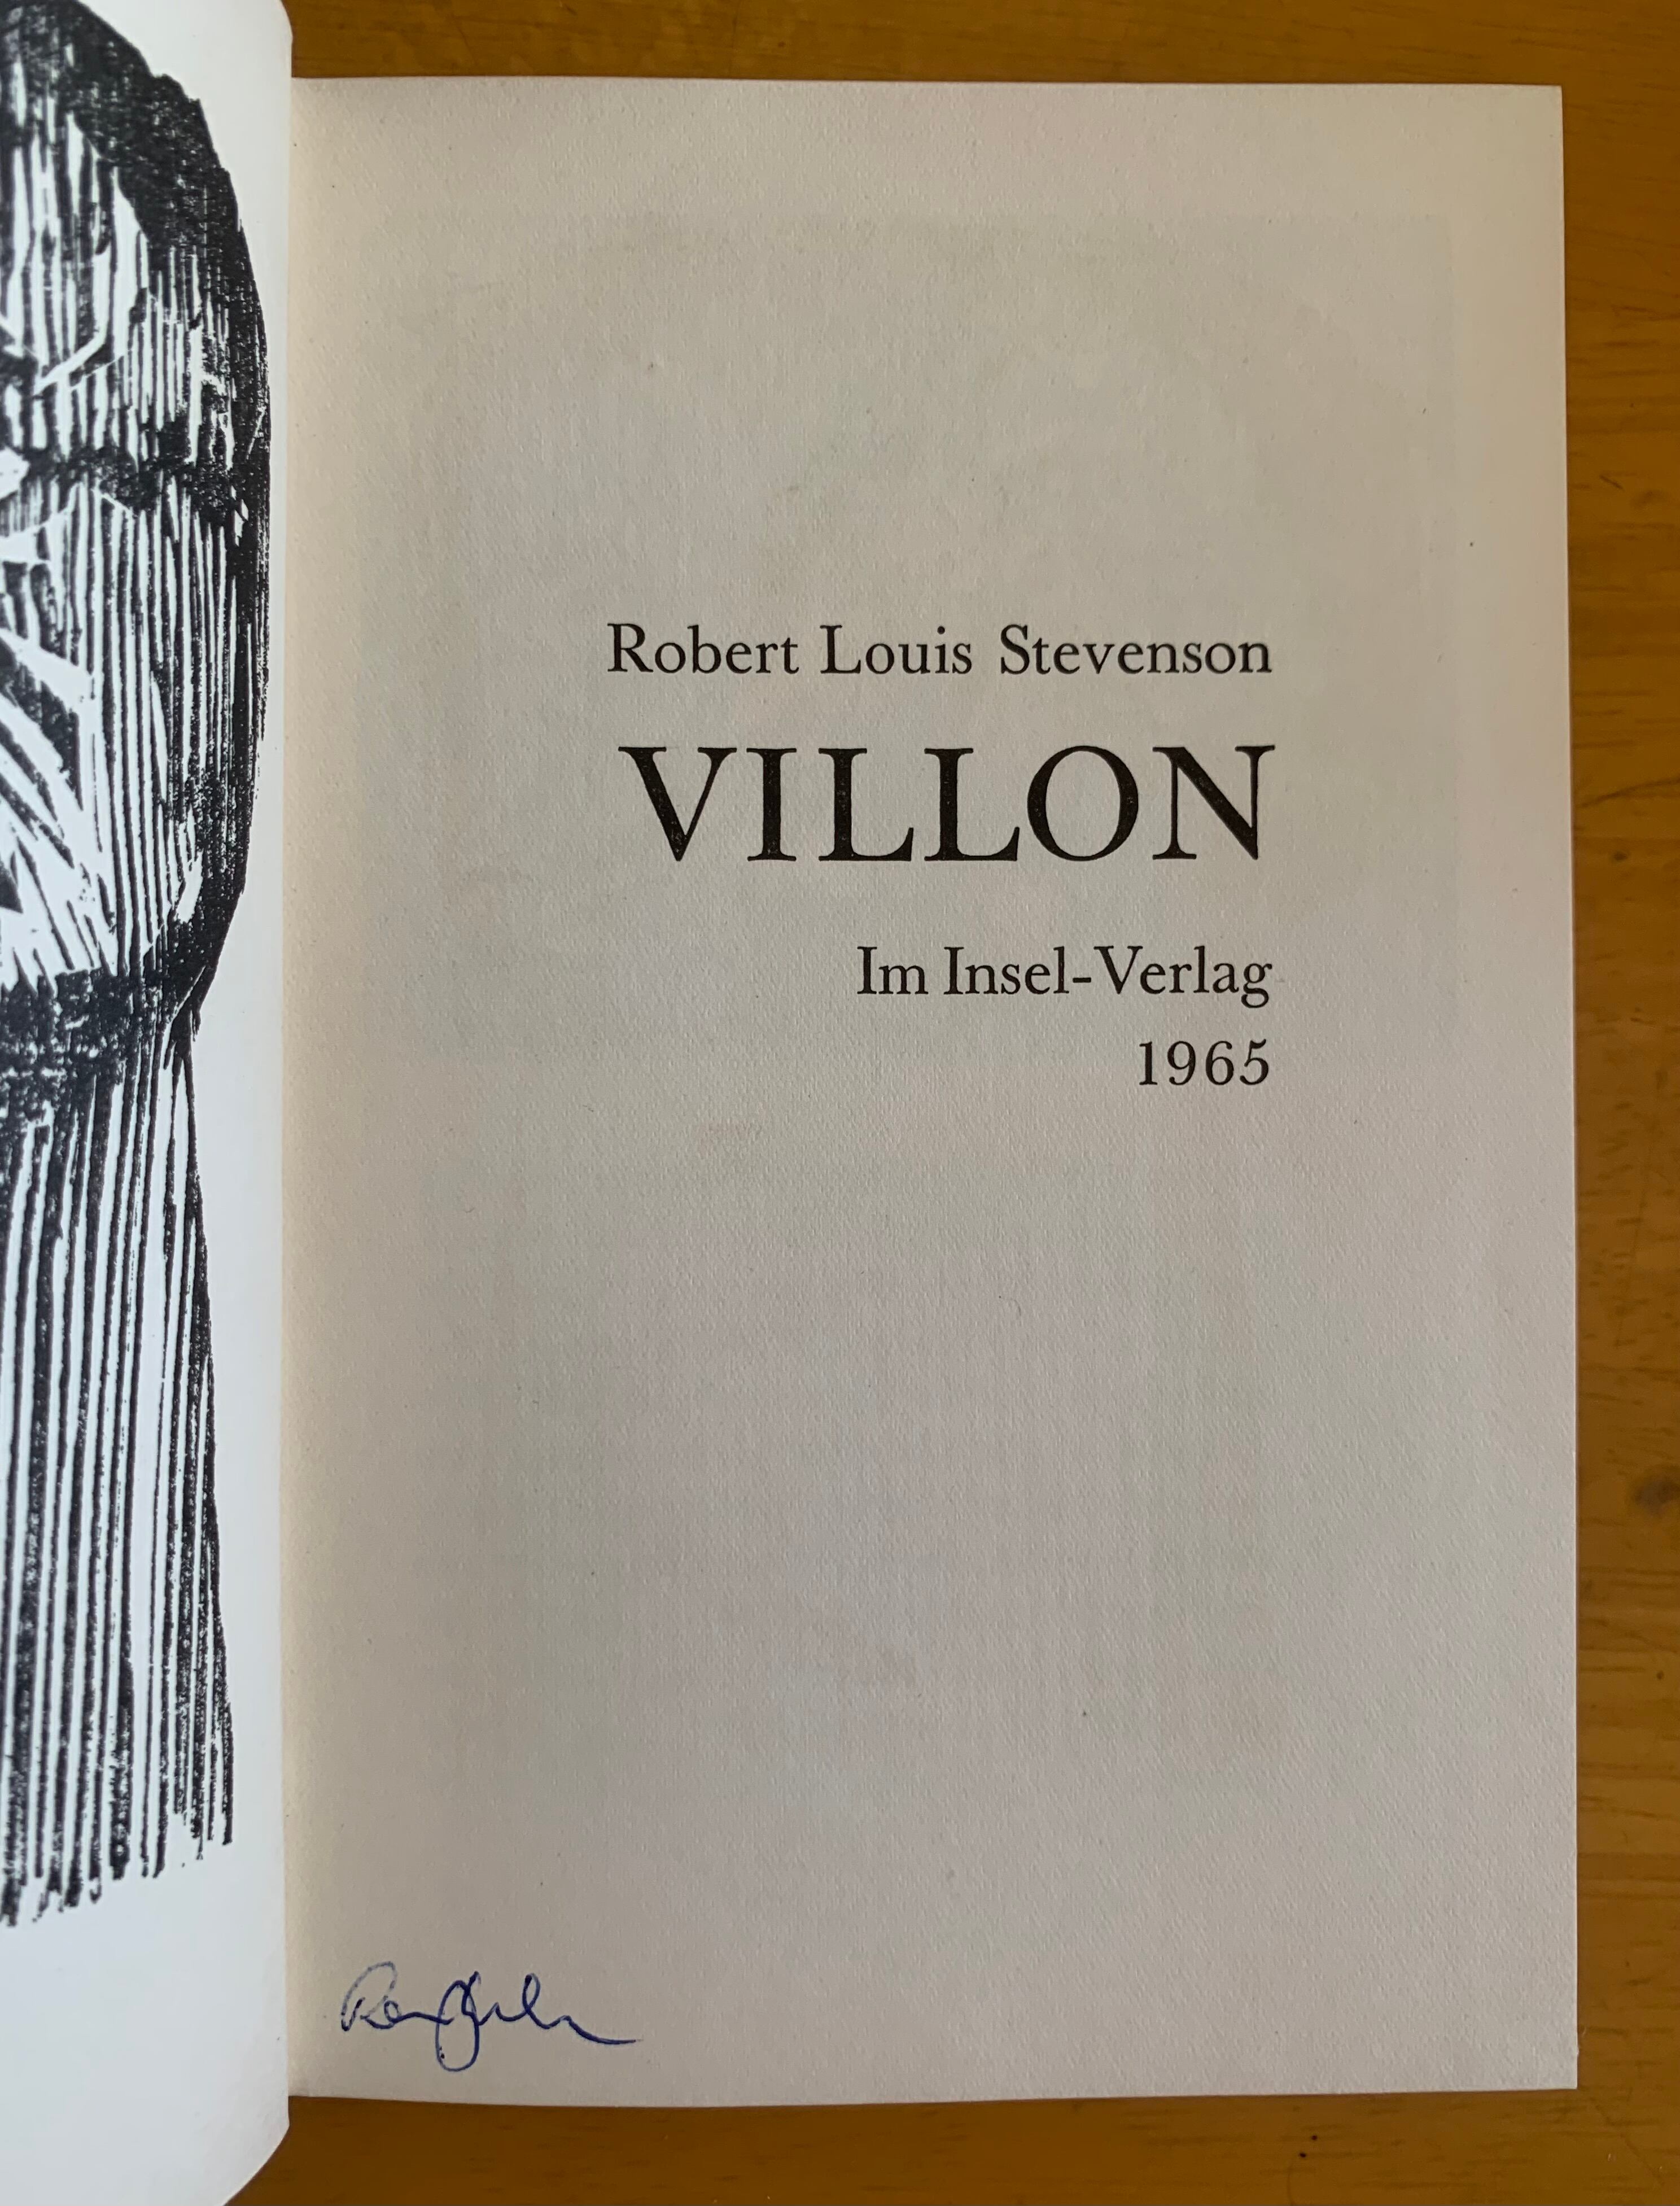 Robert Louis Stevenson
VILLON
Im Insel-Verlag
1965